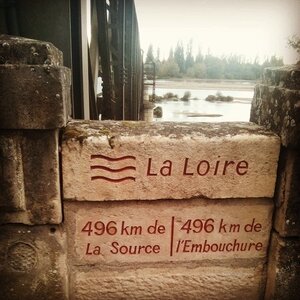 La Loire
496 km de | 496 km de
La Source | l'Embouchure